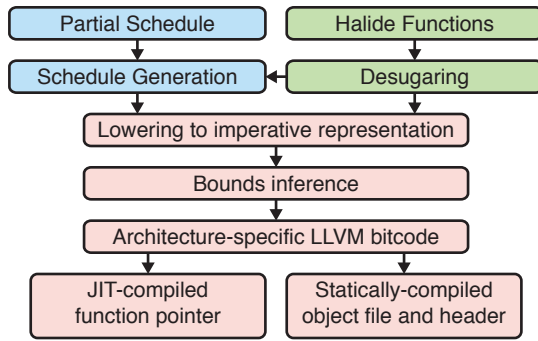 Partial Schedule
Halide Functions
Schedule Generation
Desugaring
Lowering to imperative representation
Bounds inference
Architecture-specific LLVM bitcode
JIT-compiled
function pointer
Statically-compiled
object file and header